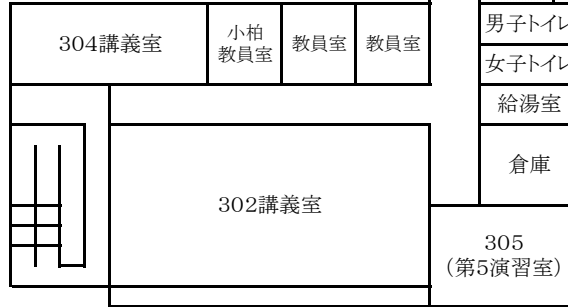 男子トイレ
304講義室
小柏
教員室
教員室
教員室
女子トイレ
給湯室
倉庫
302講義室
305
(第5演習室)